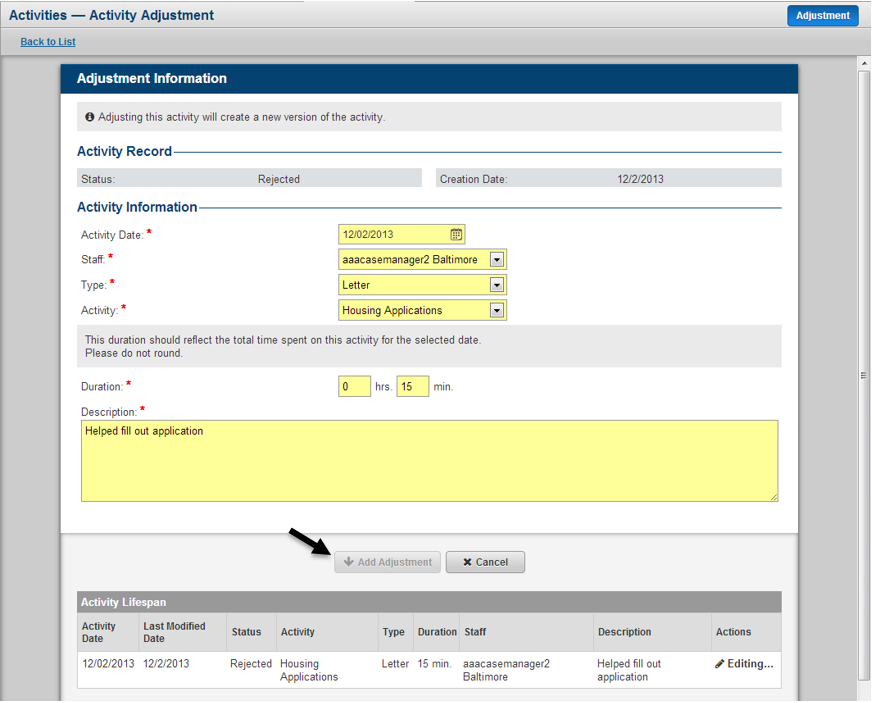 Activities — Activity Adjustment
Adjustment
Back to List
Adjustment Information
Adjusting this activity will create a new version of the activity.
Activity Record
Status: Rejected Creation Date: 12/2/2013
Activity Information
Activity Date: * 12/02/2013
Staff: * aaacasemanager2 Baltimore
Type: * Letter
Activity: * Housing Applications
This duration should reflect the total time spent on this activity for the selected date.
Please do not round.
Duration: * 0 hrs. 15 min.
Description: *
Helped fill out application
Add Adjustment Cancel
Activity Lifespan
Activity Date Last Modified Date Status Activity Type Duration Staff Description Actions
12/02/2013 12/2/2013 Rejected Housing Applications Letter 15 min. aaacasemanager2 Baltimore Helped fill out application Editing...